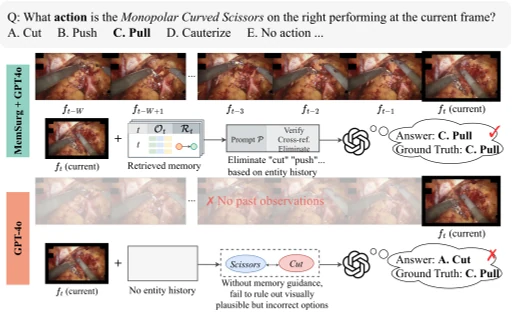 Q: What action is the Monopolar Curved Scissors on the right performing at the current frame?
A. Cut B. Push C. Pull D. Cauterize E. No action ...
MemSurg + GPT4o
...
f_{t-W} f_{t-W+1} f_{t-3} f_{t-2} f_{t-1} f_t (current)
+
t O_t R_t
t
Prompt P
Verify
Cross-ref.
Eliminate
Answer: C. Pull
Ground Truth: C. Pull
f_t (current)
Retrieved memory
Eliminate "cut" "push"...
based on entity history
GPT-4o
...
✗ No past observations
f_t (current)
+
Scissors
Cut
Answer: A. Cut ✗
Ground Truth: C. Pull
f_t (current)
No entity history
Without memory guidance,
fail to rule out visually
plausible but incorrect options